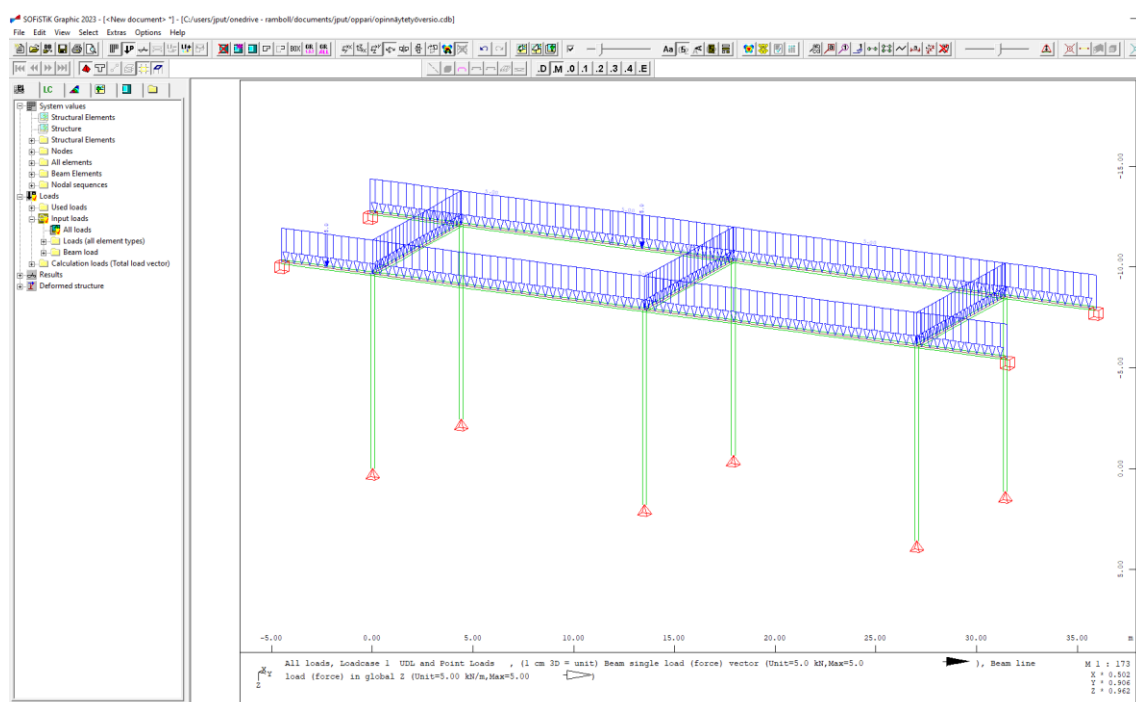 SOFiSTiK Graphic 2023 - [<New document> *] - [C:/users/jput/onedrive - ramboll/documents/jput/oppari/opinnäytetyöversio.cdb]
File Edit View Select Extras Options Help
Aa
.D .M .0 .1 .2 .3 .4 .E
LC
System values
Structural Elements
Structure
Structural Elements
Nodes
All elements
Beam Elements
Nodal sequences
Loads
Used loads
Input loads
All loads
Loads (all element types)
Beam load
Calculation loads (Total load vector)
Results
Deformed structure
-15.00
-10.00
-5.00
0.00
5.00
-5.00 0.00 5.00 10.00 15.00 20.00 25.00 30.00 35.00 m
X Y Z
All loads, Loadcase 1 UDL and Point Loads , (1 cm 3D = unit) Beam single load (force) vector (Unit=5.0 kN,Max=5.0 ), Beam line
load (force) in global Z (Unit=5.00 kN/m,Max=5.00 )
M 1 : 173
X * 0.502
Y * 0.906
Z * 0.962